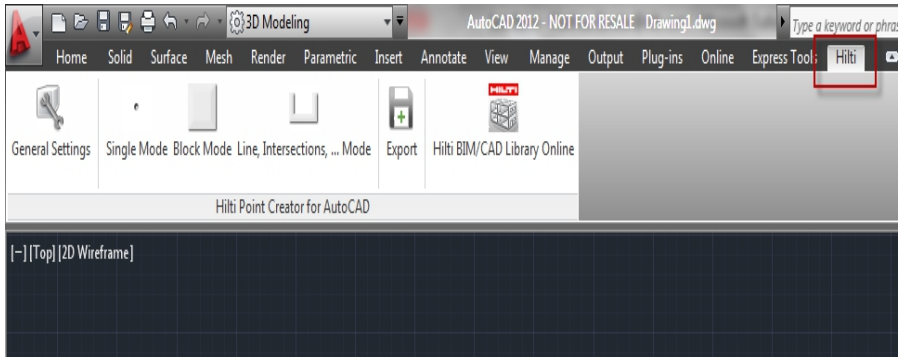 3D Modeling AutoCAD 2012 - NOT FOR RESALE Drawing1.dwg Type a keyword or phras
Home Solid Surface Mesh Render Parametric Insert Annotate View Manage Output Plug-ins Online Express Tools Hilti
HILTI
General Settings Single Mode Block Mode Line, Intersections, ... Mode Export Hilti BIM/CAD Library Online
Hilti Point Creator for AutoCAD
[−] [Top] [2D Wireframe]